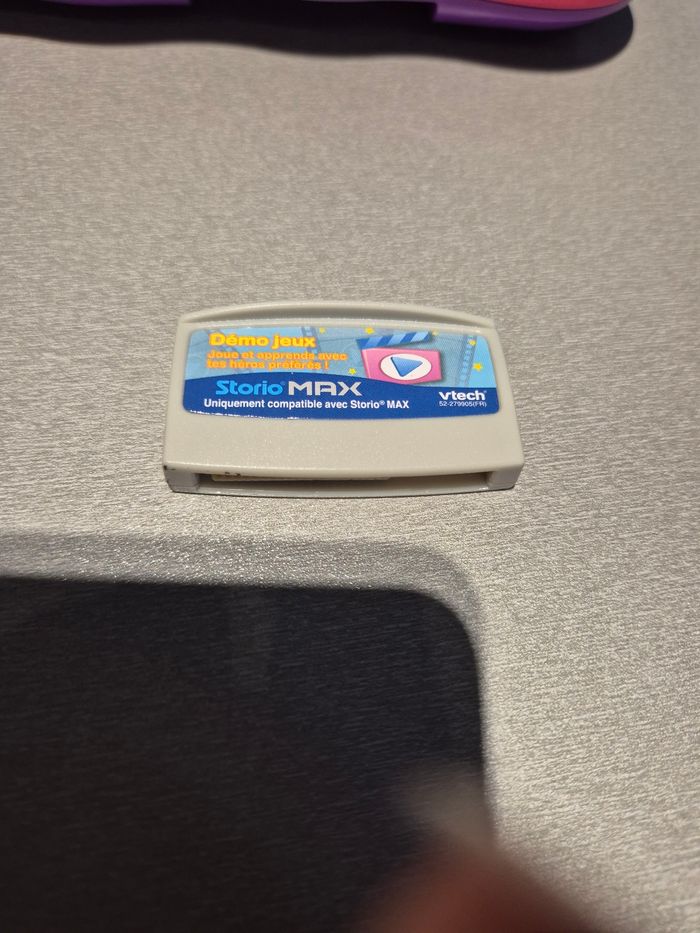 Démo jeux
Joue et apprends avec
tes héros préférés !
Storio® MAX
Uniquement compatible avec Storio® MAX
vtech®
52-279905(FR)